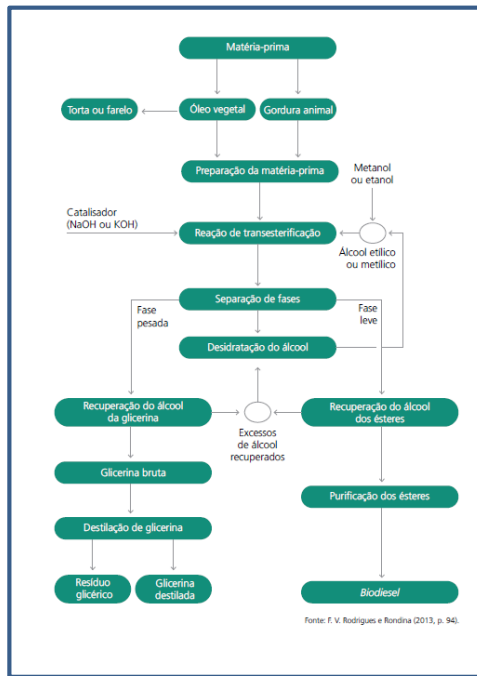 Matéria-prima
Torta ou farelo
Óleo vegetal
Gordura animal
Preparação da matéria-prima
Metanol
ou etanol
Catalisador
(NaOH ou KOH)
Reação de transesterificação
Álcool etílico
ou metílico
Separação de fases
Fase
pesada
Fase
leve
Desidratação do álcool
Recuperação do álcool
da glicerina
Excessos
de álcool
recuperados
Recuperação do álcool
dos ésteres
Glicerina bruta
Purificação dos ésteres
Destilação de glicerina
Resíduo
glicérico
Glicerina
destilada
Biodiesel
Fonte: F. V. Rodrigues e Rondina (2013, p. 94).